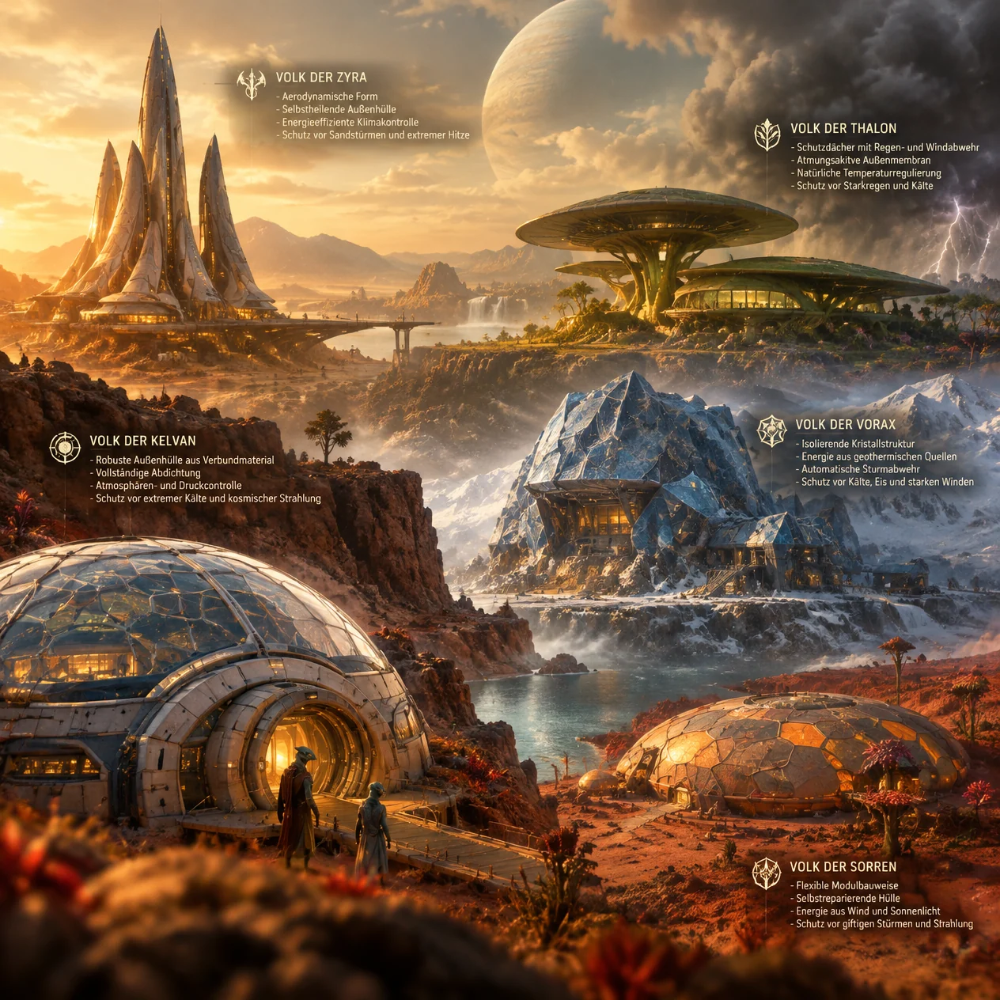 VOLK DER ZYRA
- Aerodynamische Form
- Selbstheilende Außenhülle
- Energieeffiziente Klimakontrolle
- Schutz vor Sandstürmen und extremer Hitze
VOLK DER THALON
- Schutzdächer mit Regen- und Windabwehr
- Atmungsakitve Außenmembran
- Natürliche Temperaturregulierung
- Schutz vor Starkregen und Kälte
VOLK DER KELVAN
- Robuste Außenhülle aus Verbundmaterial
- Vollständige Abdichtung
- Atmosphären- und Druckcontrolle
- Schutz vor extremer Kälte und kosmischer Strahlung
VOLK DER VORAX
- Isolierende Kristallstruktur
- Energie aus geothermischen Quellen
- Automatische Sturmabwehr
- Schutz vor Kälte, Eis und starken Winden
VOLK DER SORREN
- Flexible Modulbauweise
- Selbstreparierende Hülle
- Energie aus Wind und Sonnenlicht
- Schutz vor giftigen Stürmen und Strahlung